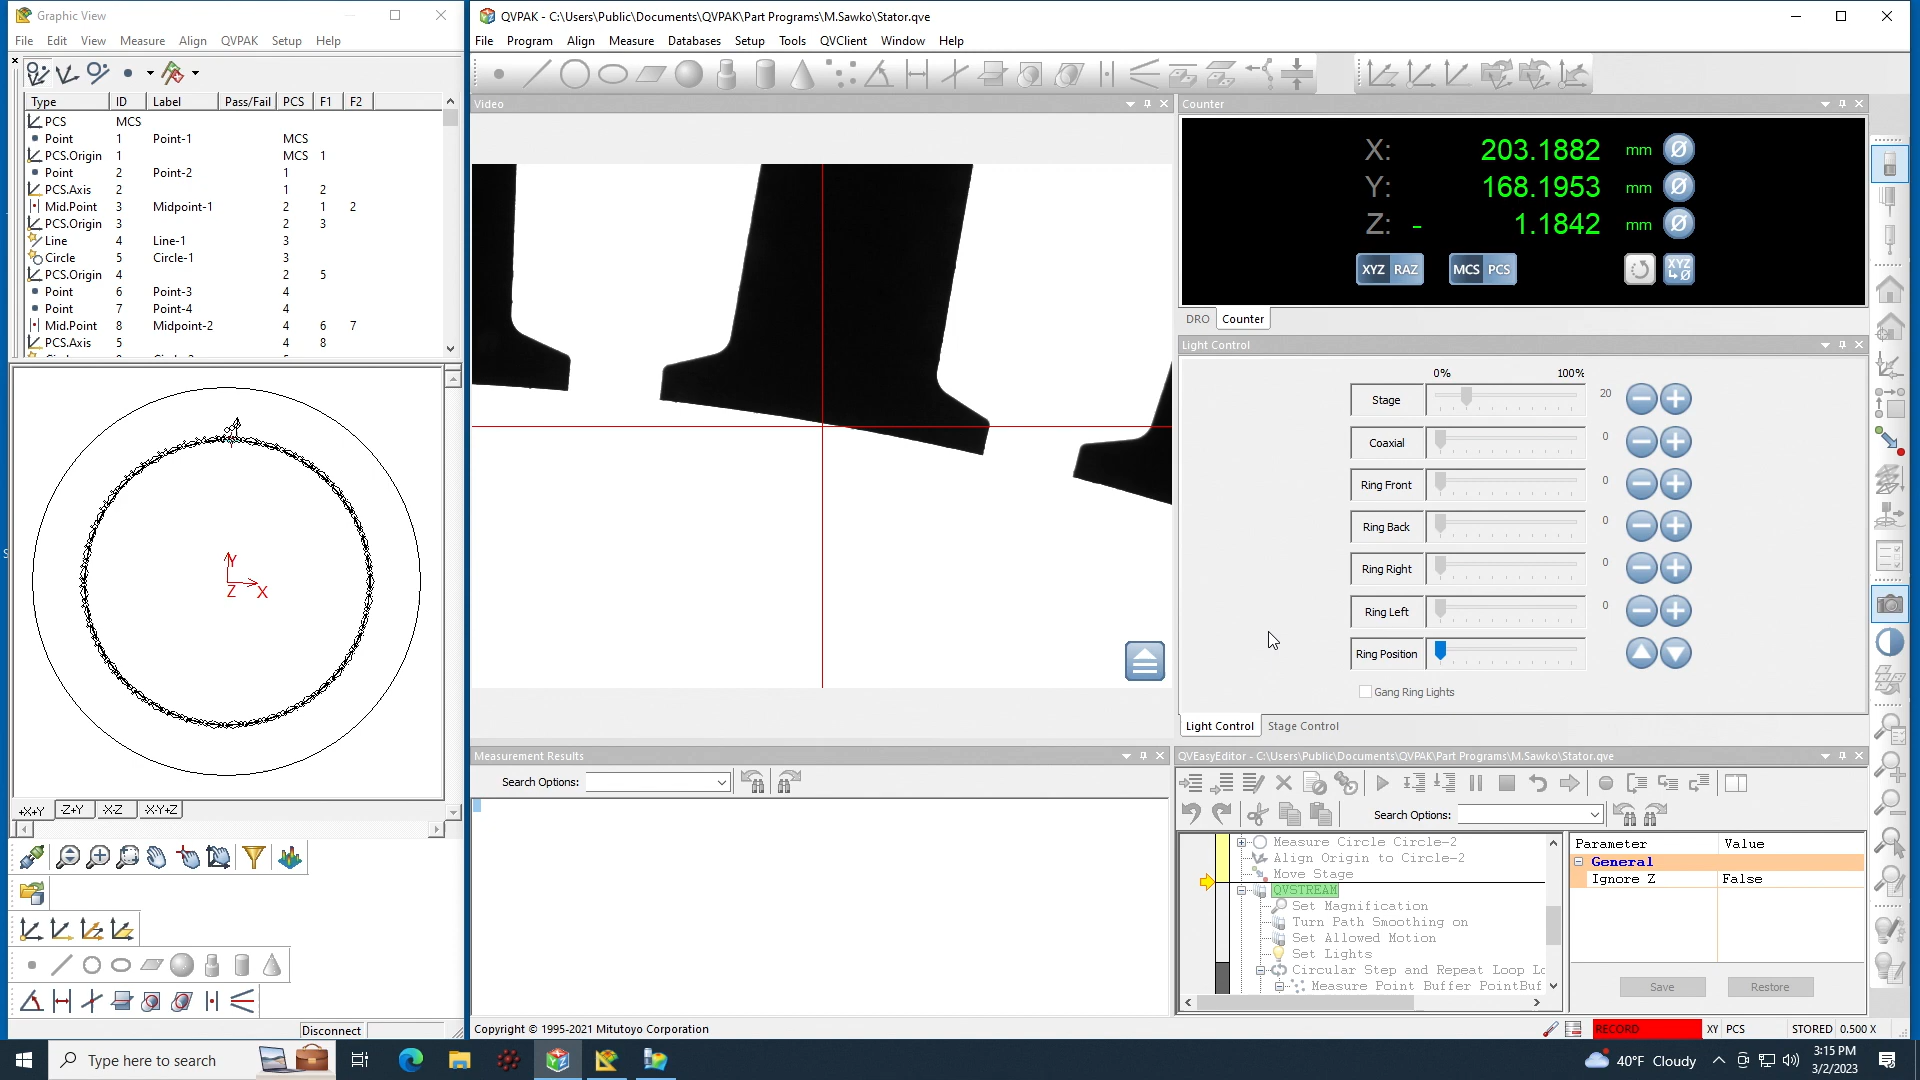 Graphic View
File Edit View Measure Align QVPAK Setup Help
Type ID Label Pass/Fail PCS F1 F2
PCS MCS
Point 1 Point-1 MCS
PCS.Origin 1 MCS 1
Point 2 Point-2 1
PCS.Axis 2 1 2
Mid.Point 3 Midpoint-1 2 1 2
PCS.Origin 3 2 3
Line 4 Line-1 3
Circle 5 Circle-1 3
PCS.Origin 4 2 5
Point 6 Point-3 4
Point 7 Point-4 4
Mid.Point 8 Midpoint-2 4 6 7
PCS.Axis 5 4 8
Y
Z X
+X+Y -Z+Y -X-Z -X-Y+Z
Disconnect
QVPAK - C:\Users\Public\Documents\QVPAK\Part Programs\M.Sawko\Stator.qve
File Program Align Measure Databases Setup Tools QVClient Window Help
Video
Counter
X: 203.1882 mm
Y: 168.1953 mm
Z: - 1.1842 mm
XYZ RAZ MCS PCS XYZ
DRO Counter
Light Control
0% 100%
Stage 20
Coaxial 0
Ring Front 0
Ring Back 0
Ring Right 0
Ring Left 0
Ring Position
Gang Ring Lights
Light Control Stage Control
Measurement Results
Search Options:
QVEasyEditor - C:\Users\Public\Documents\QVPAK\Part Programs\M.Sawko\Stator.qve
Search Options:
Measure Circle Circle-2
Align Origin to Circle-2
Move Stage
QVSTREAM
Set Magnification
Turn Path Smoothing on
Set Allowed Motion
Set Lights
Circular Step and Repeat Loop Lo
Measure Point Buffer PointBuf
Parameter Value
General
Ignore Z False
Save Restore
Copyright © 1995-2021 Mitutoyo Corporation
RECORD XY PCS STORED 0.500 X
Type here to search
40°F Cloudy
3:15 PM
3/2/2023